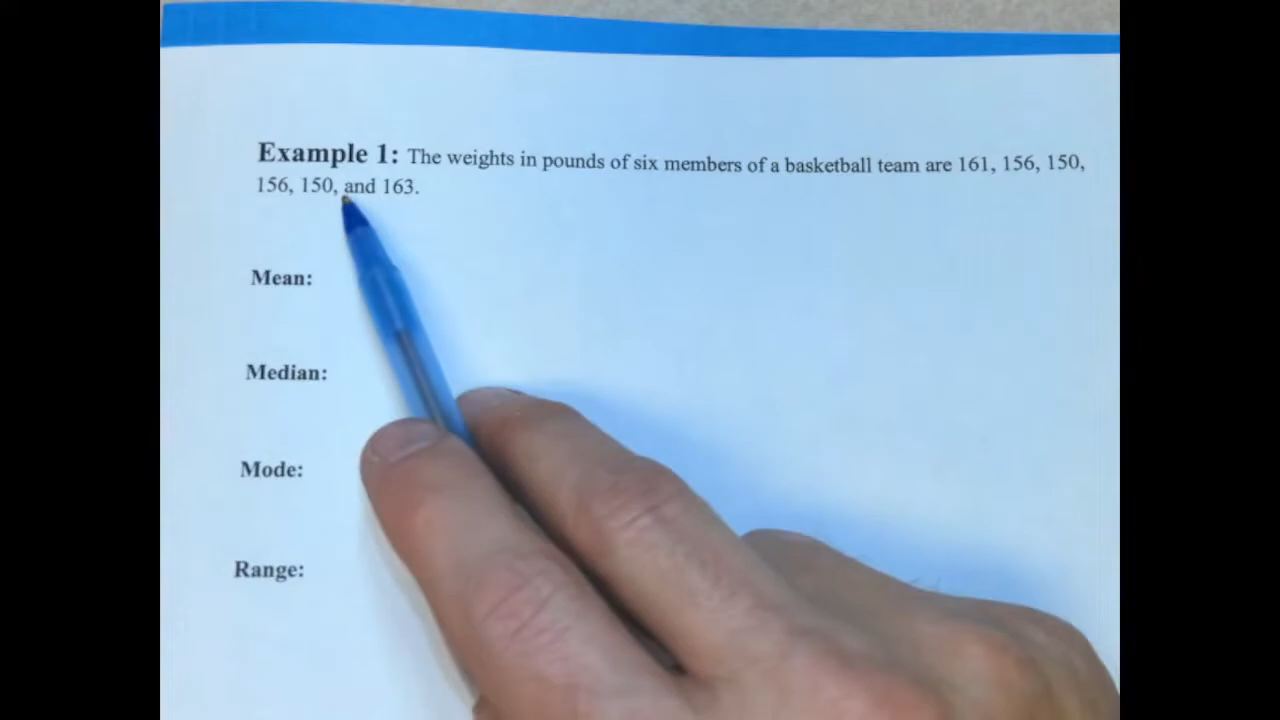 Example 1: The weights in pounds of six members of a basketball team are 161, 156, 150,
156, 150, and 163.
Mean:
Median:
Mode:
Range: